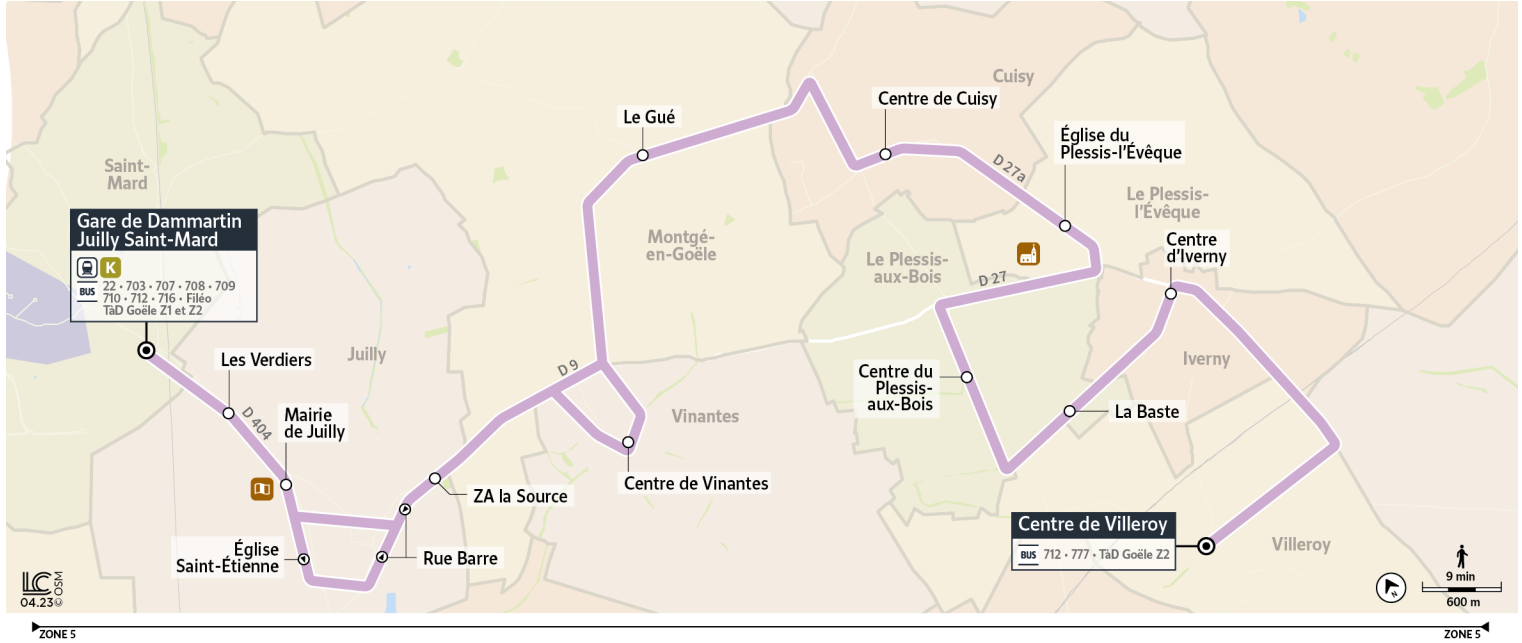 Cuisy
Centre de Cuisy
Le Gué
Église du
Plessis-l'Évêque
D 27a
Saint-
Mard
Le Plessis-
l'Évêque
Gare de Dammartin
Juilly Saint-Mard
K
BUS
22 • 703 • 707 • 708 • 709
710 • 712 • 716 • Filéo
TàD Goële Z1 et Z2
Montgé-
en-Goële
Le Plessis-
aux-Bois
Centre
d'Iverny
D 27
Les Verdiers
Juilly
D 9
Iverny
D 404
Mairie
de Juilly
Centre du
Plessis-
aux-Bois
La Baste
Vinantes
Centre de Vinantes
ZA la Source
Église
Saint-Étienne
Rue Barre
Centre de Villeroy
BUS
712 • 777 • TàD Goële Z2
Villeroy
LC
04.23© OSM
N
9 min
600 m
ZONE 5
ZONE 5